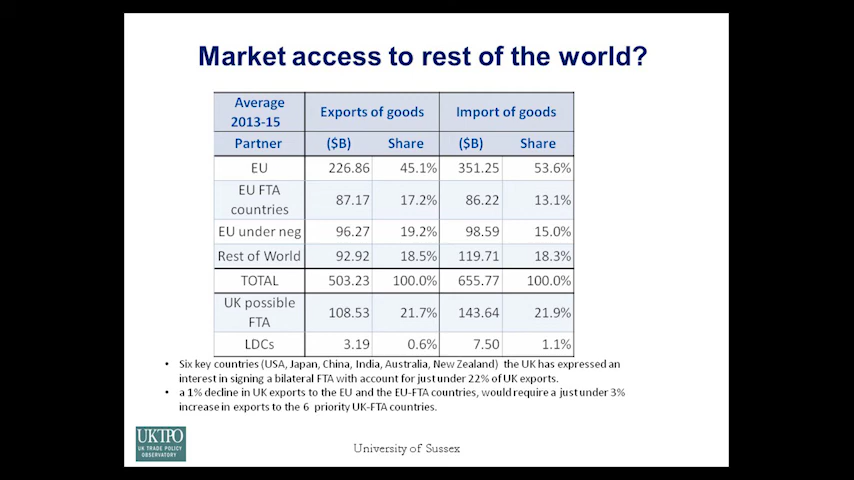 Market access to rest of the world?
Average 2013-15 Exports of goods Import of goods
Partner ($B) Share ($B) Share
EU 226.86 45.1% 351.25 53.6%
EU FTA countries 87.17 17.2% 86.22 13.1%
EU under neg 96.27 19.2% 98.59 15.0%
Rest of World 92.92 18.5% 119.71 18.3%
TOTAL 503.23 100.0% 655.77 100.0%
UK possible FTA 108.53 21.7% 143.64 21.9%
LDCs 3.19 0.6% 7.50 1.1%
• Six key countries (USA, Japan, China, India, Australia, New Zealand) the UK has expressed an
interest in signing a bilateral FTA with account for just under 22% of UK exports.
• a 1% decline in UK exports to the EU and the EU-FTA countries, would require a just under 3%
increase in exports to the 6 priority UK-FTA countries.
UKTPO
UK TRADE POLICY
OBSERVATORY
University of Sussex